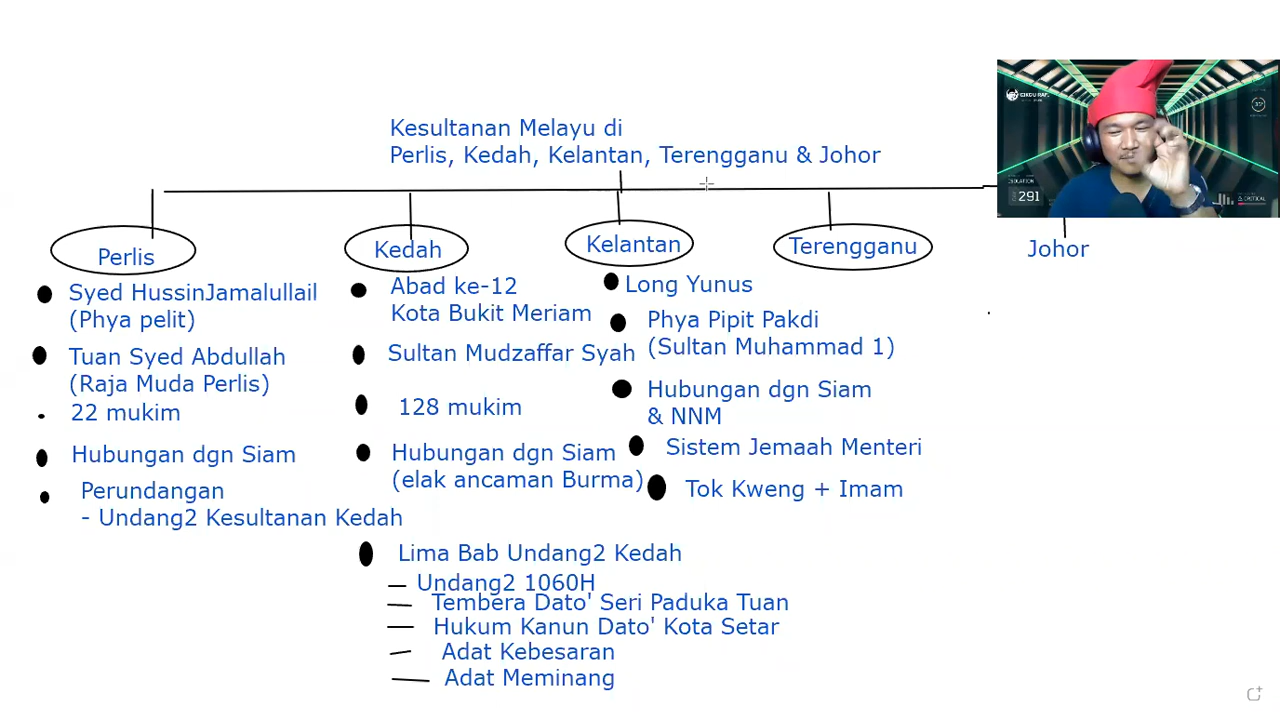 Kesultanan Melayu di
Perlis, Kedah, Kelantan, Terengganu & Johor
Perlis
Syed HussinJamalullail
(Phya pelit)
Tuan Syed Abdullah
(Raja Muda Perlis)
22 mukim
Hubungan dgn Siam
Perundangan
- Undang2 Kesultanan Kedah
Kedah
Abad ke-12
Kota Bukit Meriam
Sultan Mudzaffar Syah
128 mukim
Hubungan dgn Siam
(elak ancaman Burma)
Lima Bab Undang2 Kedah
Undang2 1060H
Tembera Dato' Seri Paduka Tuan
Hukum Kanun Dato' Kota Setar
Adat Kebesaran
Adat Meminang
Kelantan
Long Yunus
Phya Pipit Pakdi
(Sultan Muhammad 1)
Hubungan dgn Siam
& NNM
Sistem Jemaah Menteri
Tok Kweng + Imam
Terengganu
Johor
291
CRITICAL